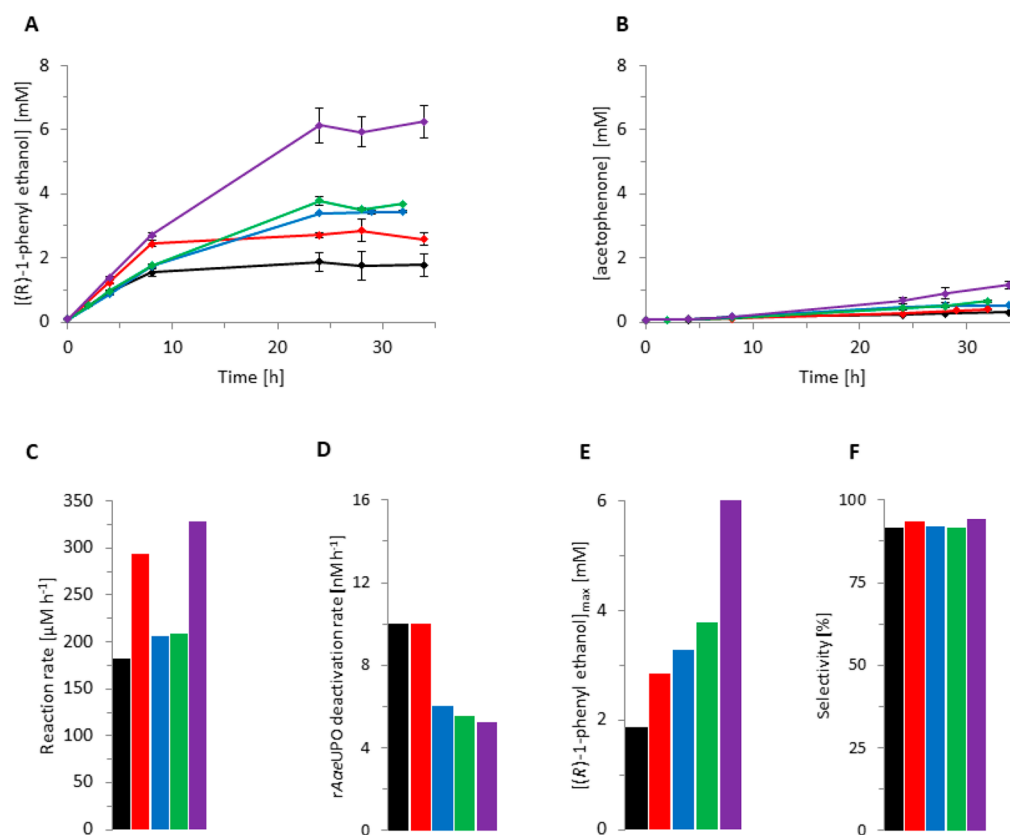 A
B
[(R)-1-phenyl ethanol] [mM]
8
6
4
2
0
0
10
20
30
Time [h]
[acetophenone] [mM]
8
6
4
2
0
0
10
20
30
Time [h]
C
D
E
F
Reaction rate [µM h-1]
350
300
250
200
150
100
50
0
rAaeUPO deactivation rate [nM h-1]
16
12
8
4
0
[(R)-1-phenyl ethanol]max [mM]
6
4
2
0
Selectivity [%]
100
75
50
25
0